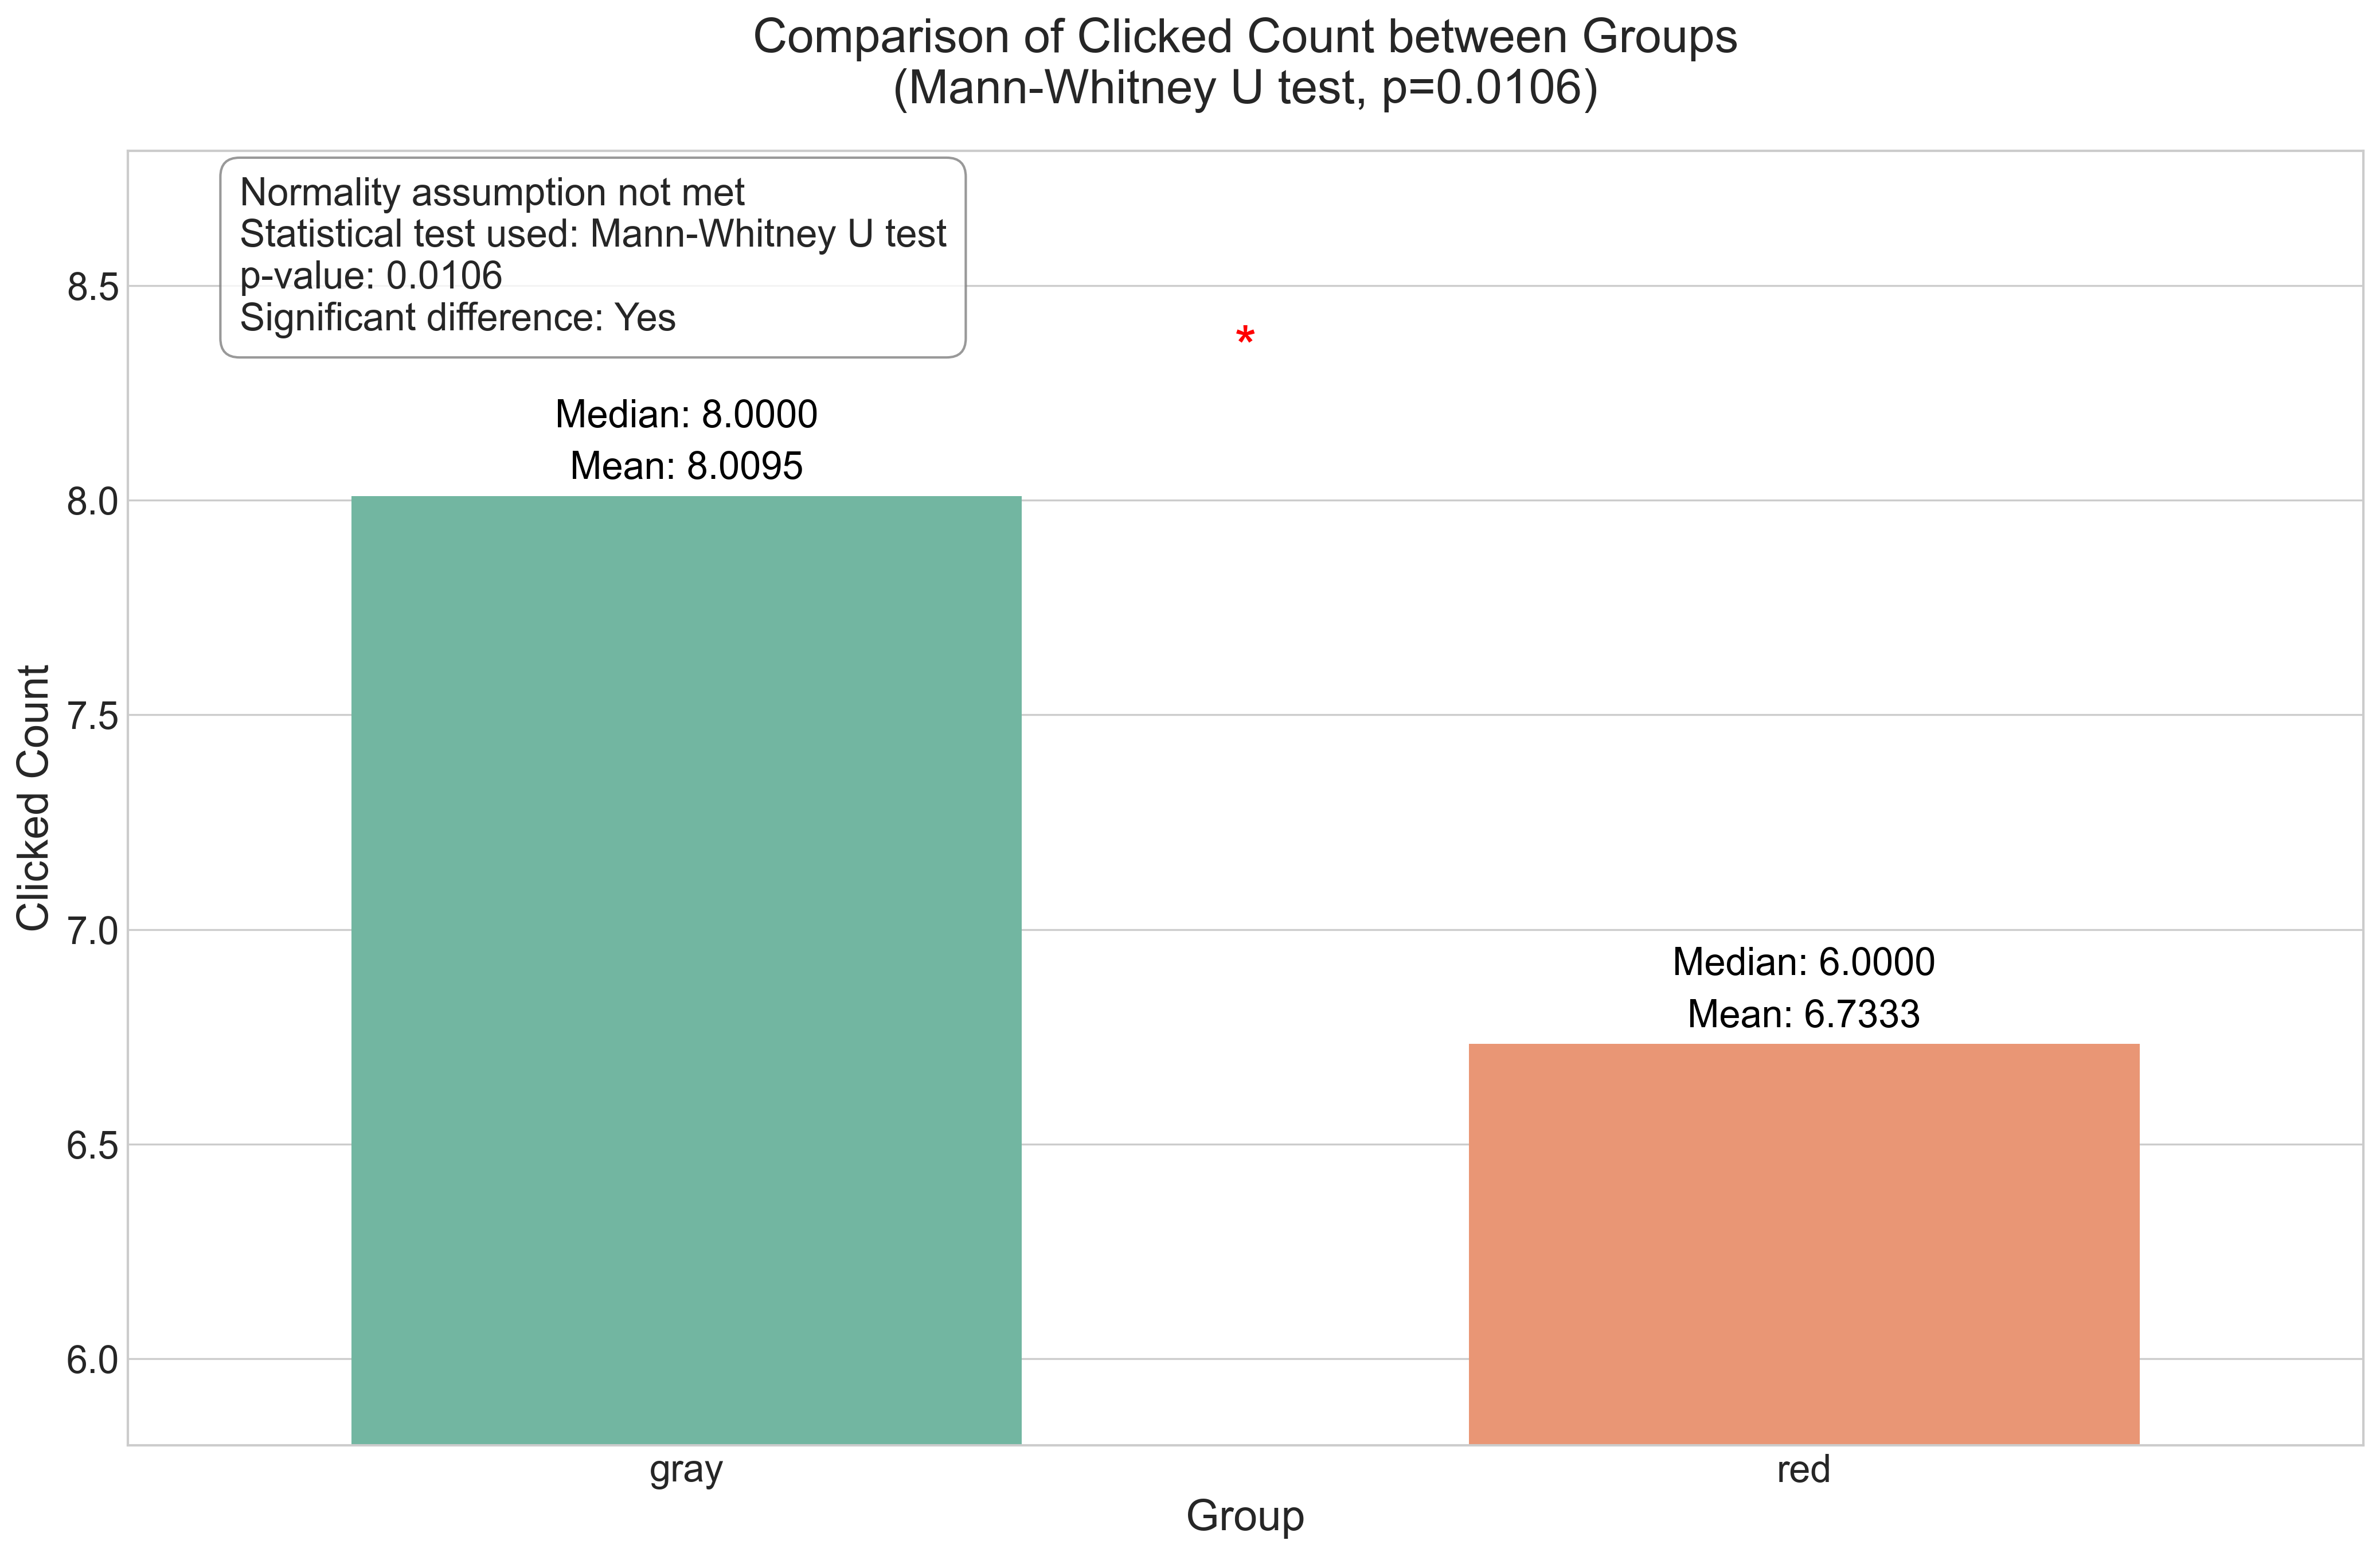 Comparison of Clicked Count between Groups
(Mann-Whitney U test, p=0.0106)
Normality assumption not met
Statistical test used: Mann-Whitney U test
p-value: 0.0106
Significant difference: Yes
*
Median: 8.0000
Mean: 8.0095
Median: 6.0000
Mean: 6.7333
Clicked Count
8.5
8.0
7.5
7.0
6.5
6.0
gray
red
Group